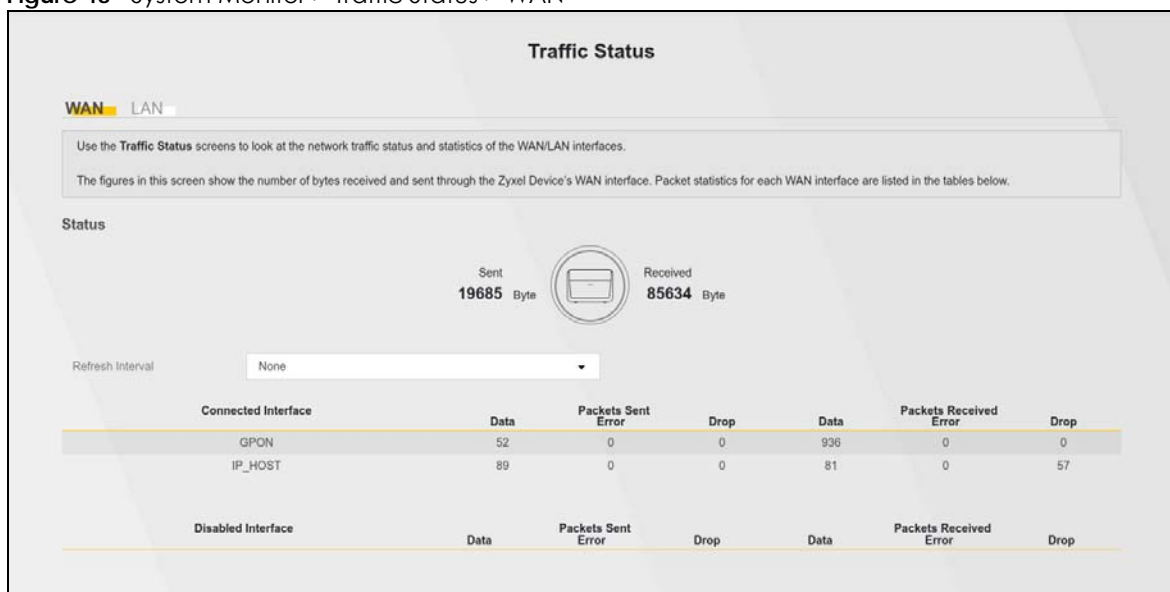 System Monitor > Traffic Status > WAN
Traffic Status
WAN LAN
Use the Traffic Status screens to look at the network traffic status and statistics of the WAN/LAN interfaces.
The figures in this screen show the number of bytes received and sent through the Zyxel Device's WAN interface. Packet statistics for each WAN interface are listed in the tables below.
Status
Sent
19685 Byte
Received
85634 Byte
Refresh Interval None
Connected Interface Packets Sent Packets Received
Data Error Drop Data Error Drop
GPON 52 0 0 936 0 0
IP_HOST 89 0 0 81 0 57
Disabled Interface Packets Sent Packets Received
Data Error Drop Data Error Drop